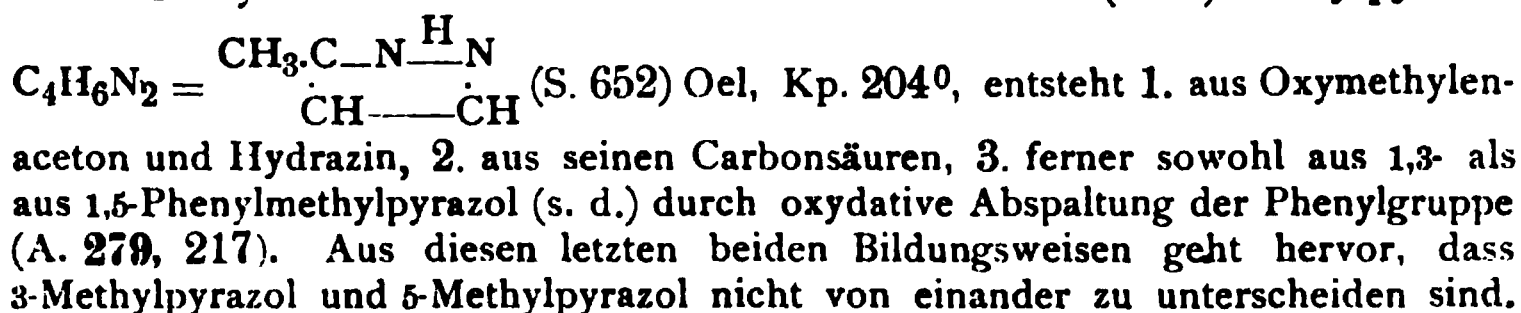 C₄H₆N₂ = CH₃.C—N—H—N (S. 652) Oel, Kp. 204⁰, entsteht 1. aus Oxymethylen-
CH——CH
aceton und Hydrazin, 2. aus seinen Carbonsäuren, 3. ferner sowohl aus 1,3- als
aus 1,5-Phenylmethylpyrazol (s. d.) durch oxydative Abspaltung der Phenylgruppe
(A. 279, 217). Aus diesen letzten beiden Bildungsweisen geht hervor, dass
3-Methylpyrazol und 5-Methylpyrazol nicht von einander zu unterscheiden sind.